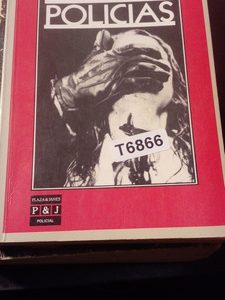 POLICIAS
T6866
PLAZA & JANES
P & J
POLICIAL